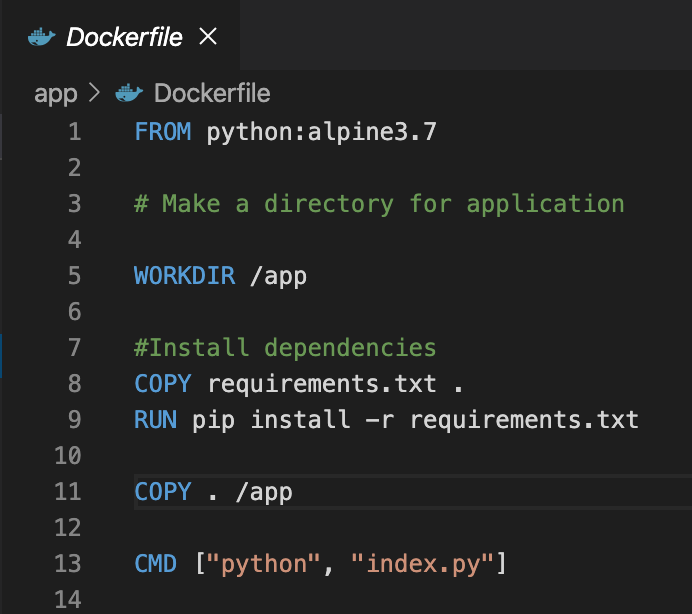 Dockerfile ×
app > Dockerfile
1 FROM python:alpine3.7
2
3 # Make a directory for application
4
5 WORKDIR /app
6
7 #Install dependencies
8 COPY requirements.txt .
9 RUN pip install -r requirements.txt
10
11 COPY . /app
12
13 CMD ["python", "index.py"]
14